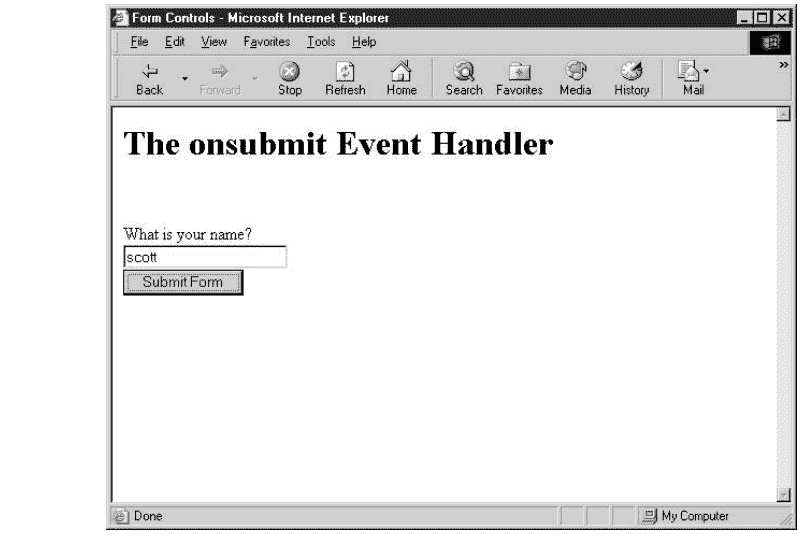 Form Controls - Microsoft Internet Explorer
File Edit View Favorites Tools Help
Back Forward Stop Refresh Home Search Favorites Media History Mail »
The onsubmit Event Handler
What is your name?
scott
Submit Form
Done My Computer